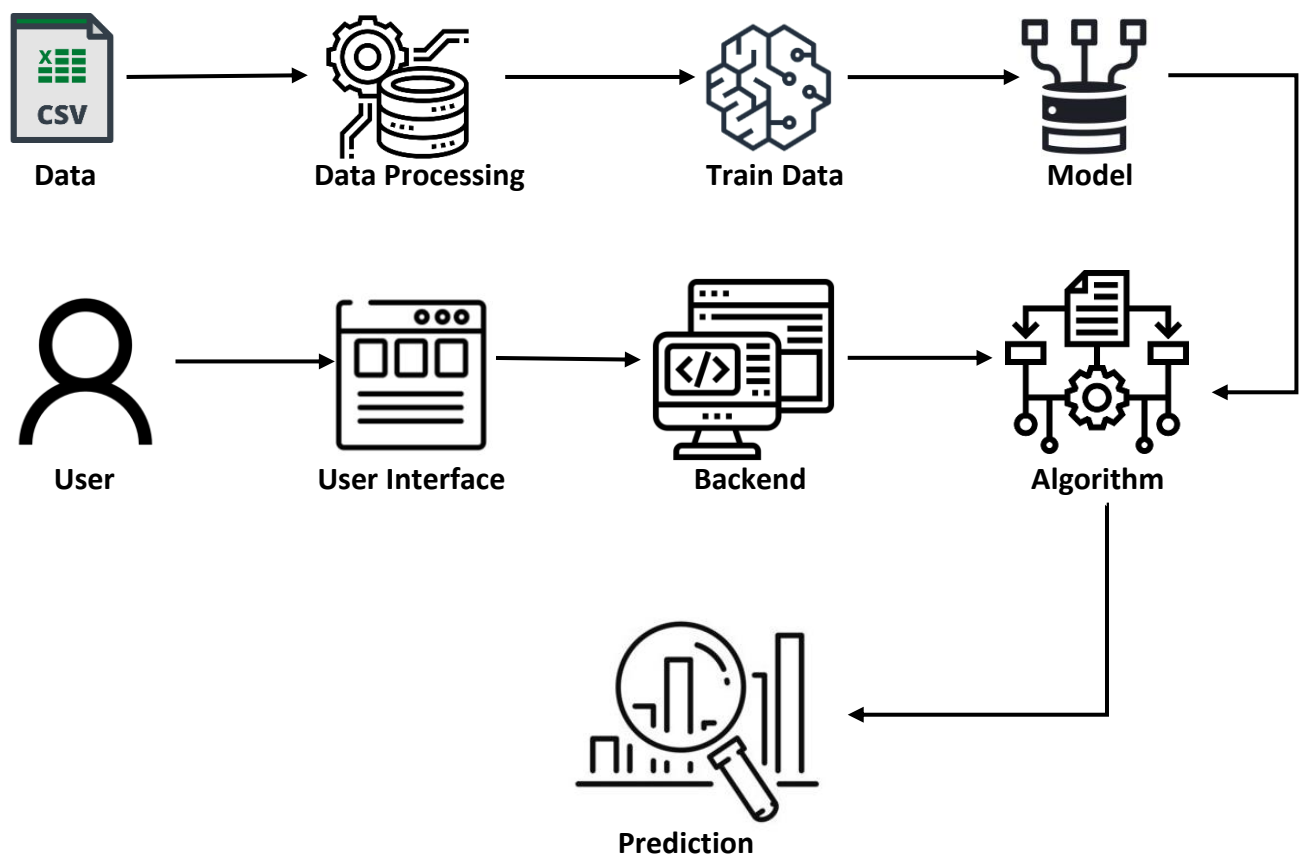 X
CSV
Data
Data Processing
Train Data
Model
</>
User
User Interface
Backend
Algorithm
Prediction